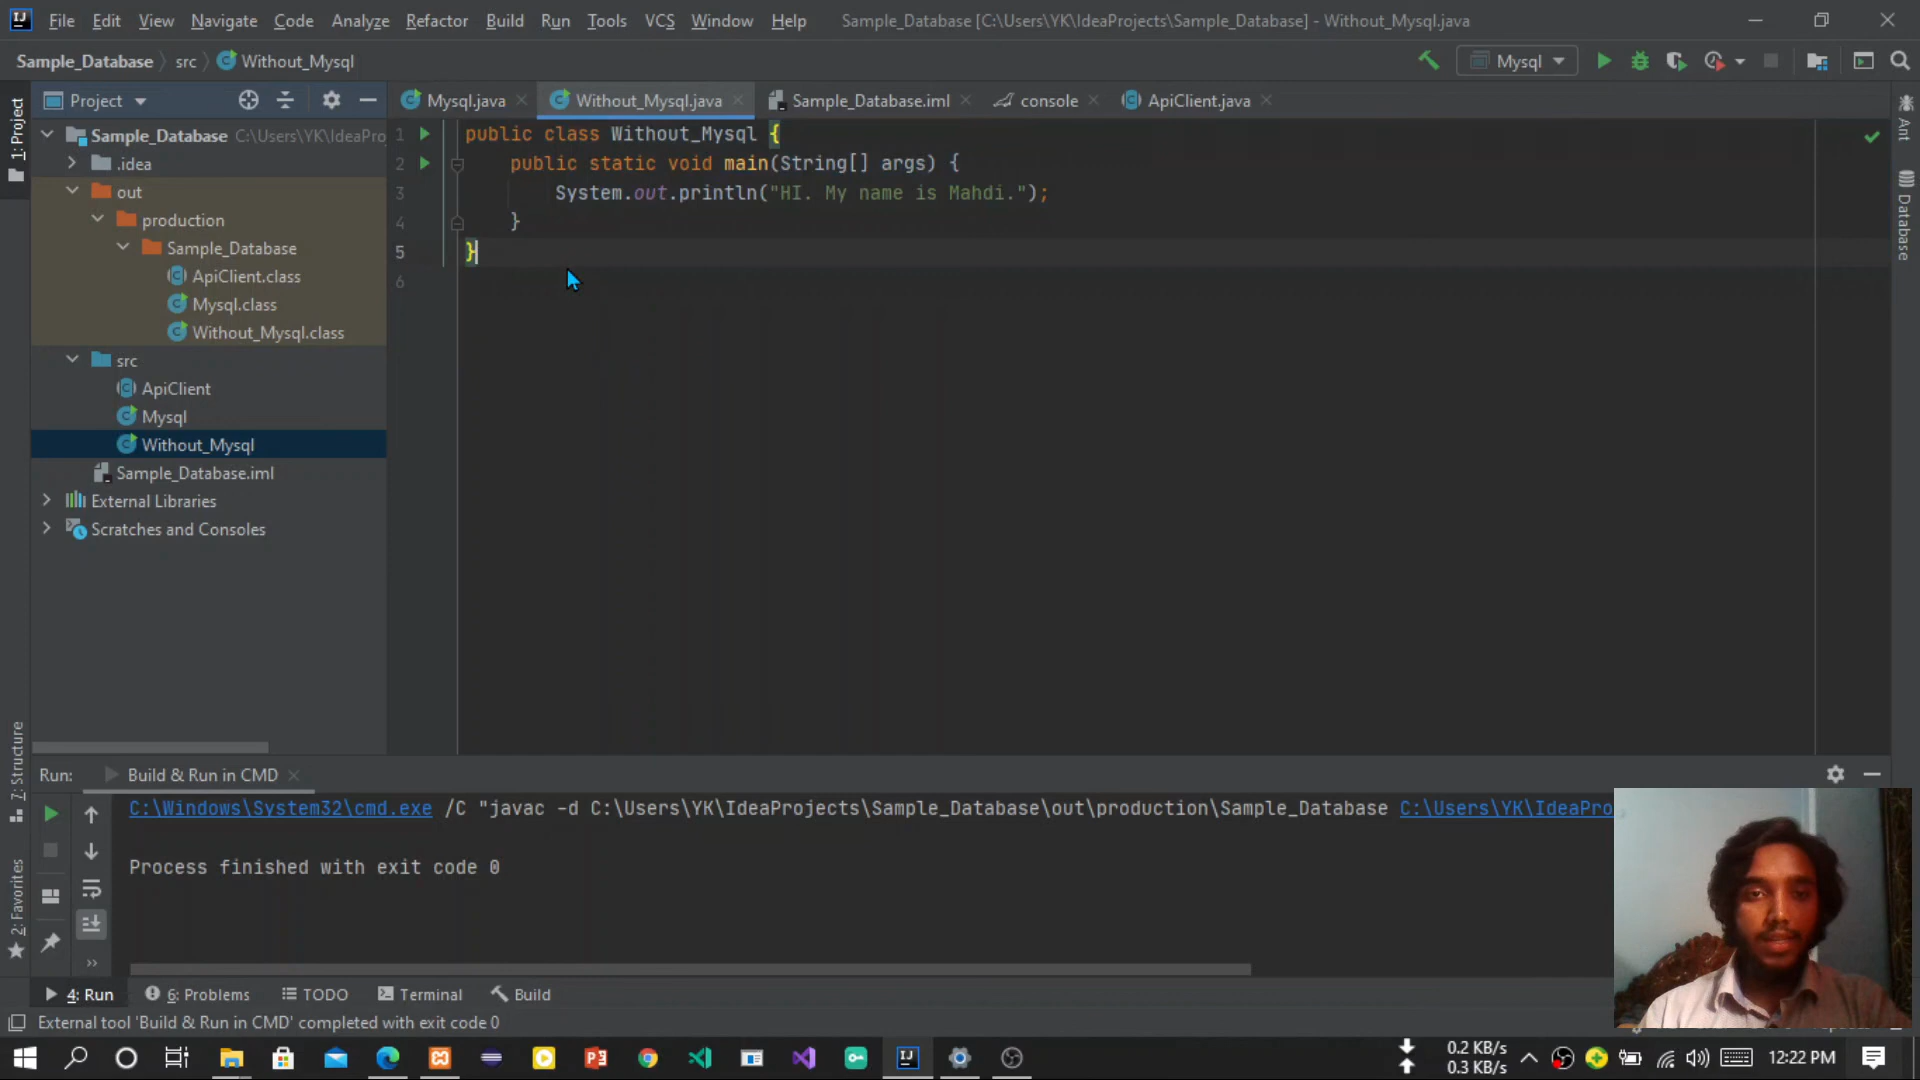 File Edit View Navigate Code Analyze Refactor Build Run Tools VCS Window Help Sample_Database [C:\Users\YK\IdeaProjects\Sample_Database] - Without_Mysql.java
Sample_Database src Without_Mysql Mysql
Project
Mysql.java Without_Mysql.java Sample_Database.iml console ApiClient.java
Sample_Database C:\Users\YK\IdeaPro
.idea
out
production
Sample_Database
ApiClient.class
Mysql.class
Without_Mysql.class
src
ApiClient
Mysql
Without_Mysql
Sample_Database.iml
External Libraries
Scratches and Consoles
1 public class Without_Mysql {
2 public static void main(String[] args) {
3 System.out.println("HI. My name is Mahdi.");
4 }
5 }
6
1: Project
7: Structure
2: Favorites
Ant
Database
Run: Build & Run in CMD
C:\Windows\System32\cmd.exe /C "javac -d C:\Users\YK\IdeaProjects\Sample_Database\out\production\Sample_Database C:\Users\YK\IdeaPro
Process finished with exit code 0
4: Run 6: Problems TODO Terminal Build
External tool 'Build & Run in CMD' completed with exit code 0
0.2 KB/s
0.3 KB/s
12:22 PM